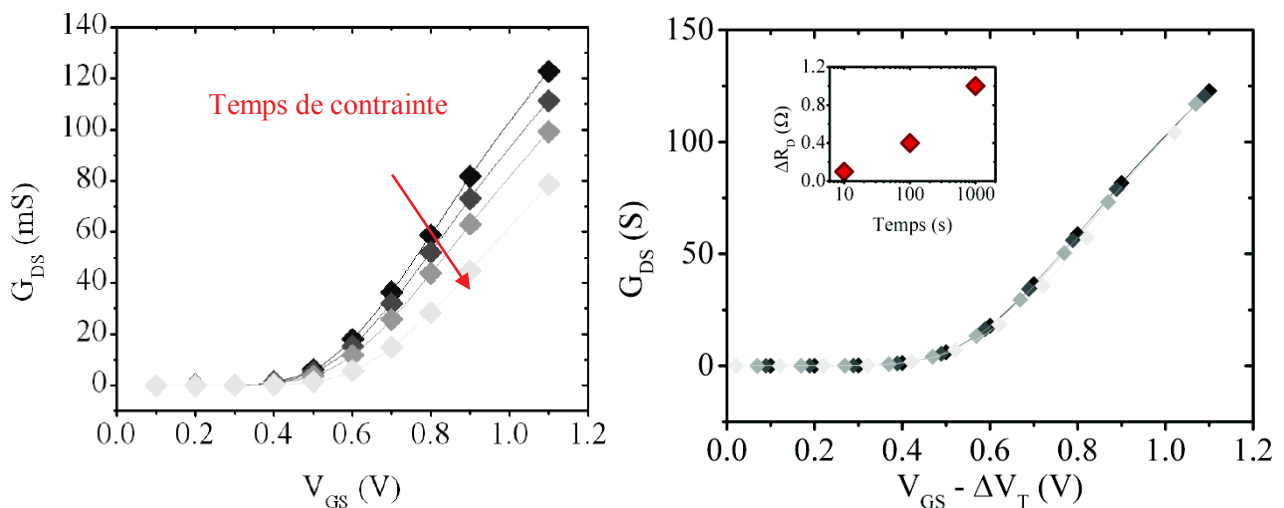 140
120
100
80
60
40
20
0
G_DS (mS)
Temps de contrainte
0.0 0.2 0.4 0.6 0.8 1.0 1.2
V_GS (V)
150
100
50
0
G_DS (S)
1.2
0.8
0.4
0.0
ΔR_D (Ω)
10 100 1000
Temps (s)
0.0 0.2 0.4 0.6 0.8 1.0 1.2
V_GS - ΔV_T (V)